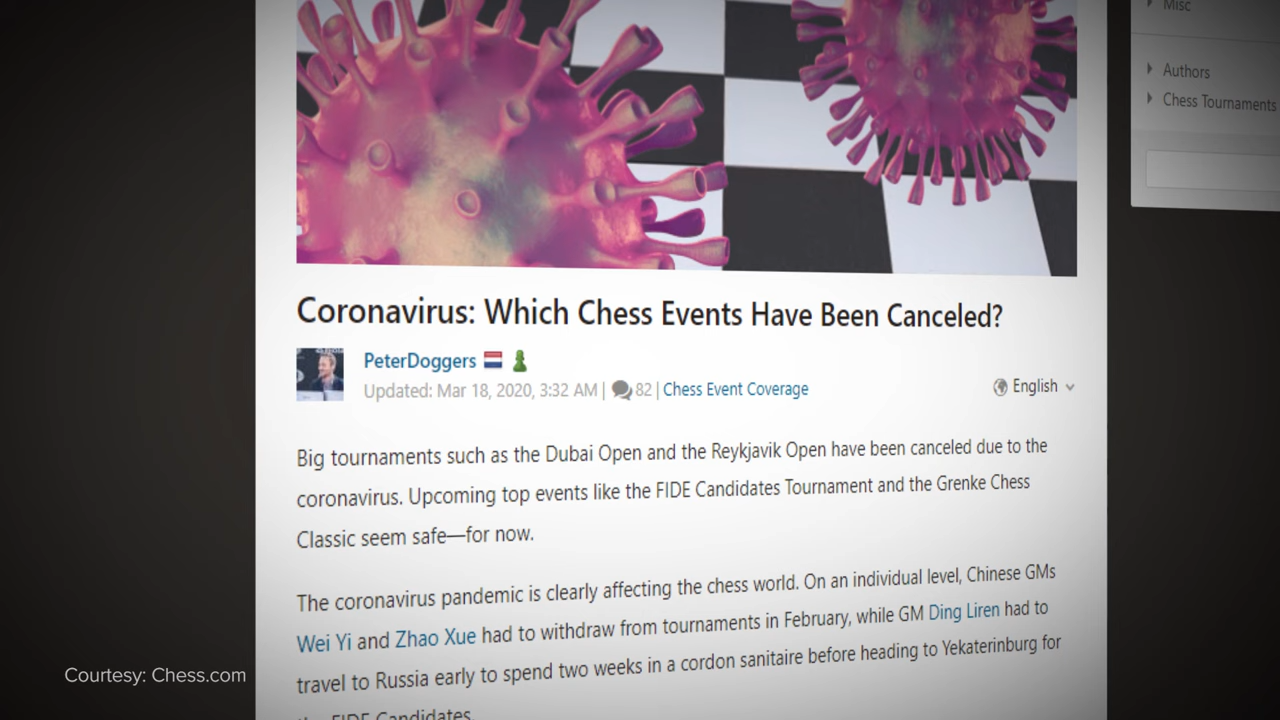 Misc
Authors
Chess Tournaments
Coronavirus: Which Chess Events Have Been Canceled?
PeterDoggers
Updated: Mar 18, 2020, 3:32 AM | 82 | Chess Event Coverage
English
Big tournaments such as the Dubai Open and the Reykjavik Open have been canceled due to the
coronavirus. Upcoming top events like the FIDE Candidates Tournament and the Grenke Chess
Classic seem safe—for now.
The coronavirus pandemic is clearly affecting the chess world. On an individual level, Chinese GMs
Wei Yi and Zhao Xue had to withdraw from tournaments in February, while GM Ding Liren had to
travel to Russia early to spend two weeks in a cordon sanitaire before heading to Yekaterinburg for
the FIDE Candidates.
Courtesy: Chess.com